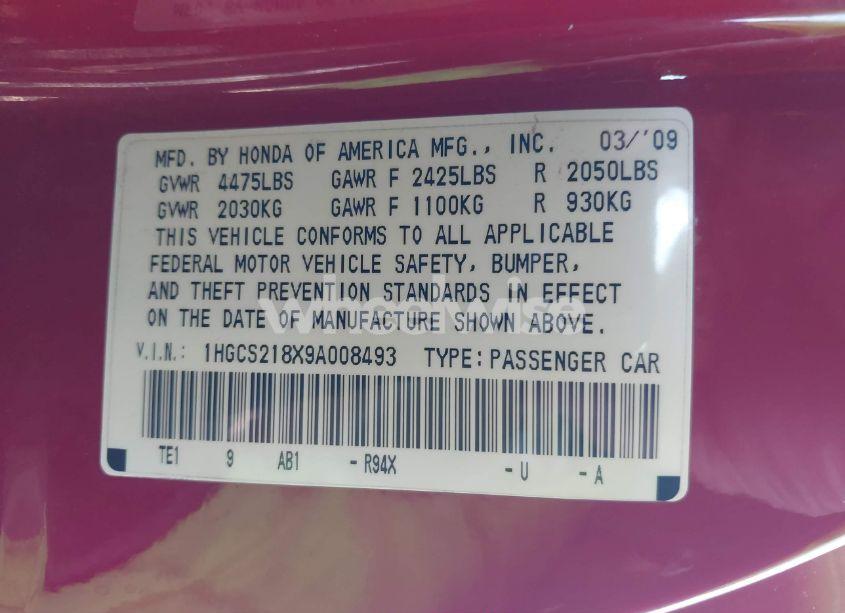 MFD. BY HONDA OF AMERICA MFG., INC. 03/'09
GVWR 4475LBS GAWR F 2425LBS R 2050LBS
GVWR 2030KG GAWR F 1100KG R 930KG
THIS VEHICLE CONFORMS TO ALL APPLICABLE
FEDERAL MOTOR VEHICLE SAFETY, BUMPER,
AND THEFT PREVENTION STANDARDS IN EFFECT
wheelwise
ON THE DATE OF MANUFACTURE SHOWN ABOVE.
V.I.N.: 1HGCS218X9A008493 TYPE: PASSENGER CAR
TE1 9 AB1 - R94X - U - A